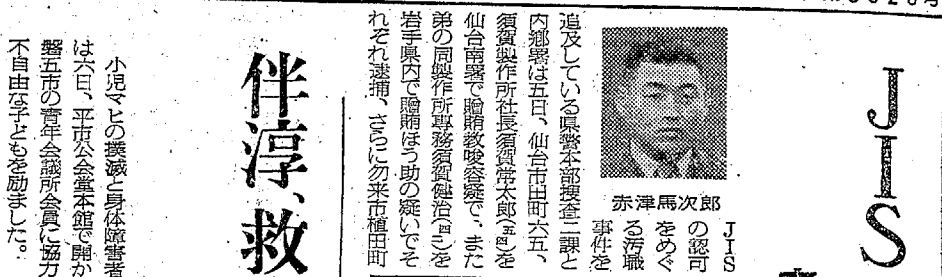 JIS
赤津馬次郎
JIS
の認可
をめぐ
る汚職
事件を
追及している県警本部捜査二課と
内郷署は五日、仙台市田町六五、
須賀製作所社長須賀常太郎(五四)を
仙台南署で贈賄教唆容疑で、また
弟の同製作所専務須賀健治(四一)を
岩手県内で贈賄ほう助の疑いでそ
れぞれ逮捕、さらに勿来市植田町
伴淳、救
小児マヒの撲滅と身体障害者
は六日、平市公会堂本館で開か
磐五市の青年会議所会員に協力
不自由な子どもを励ました。